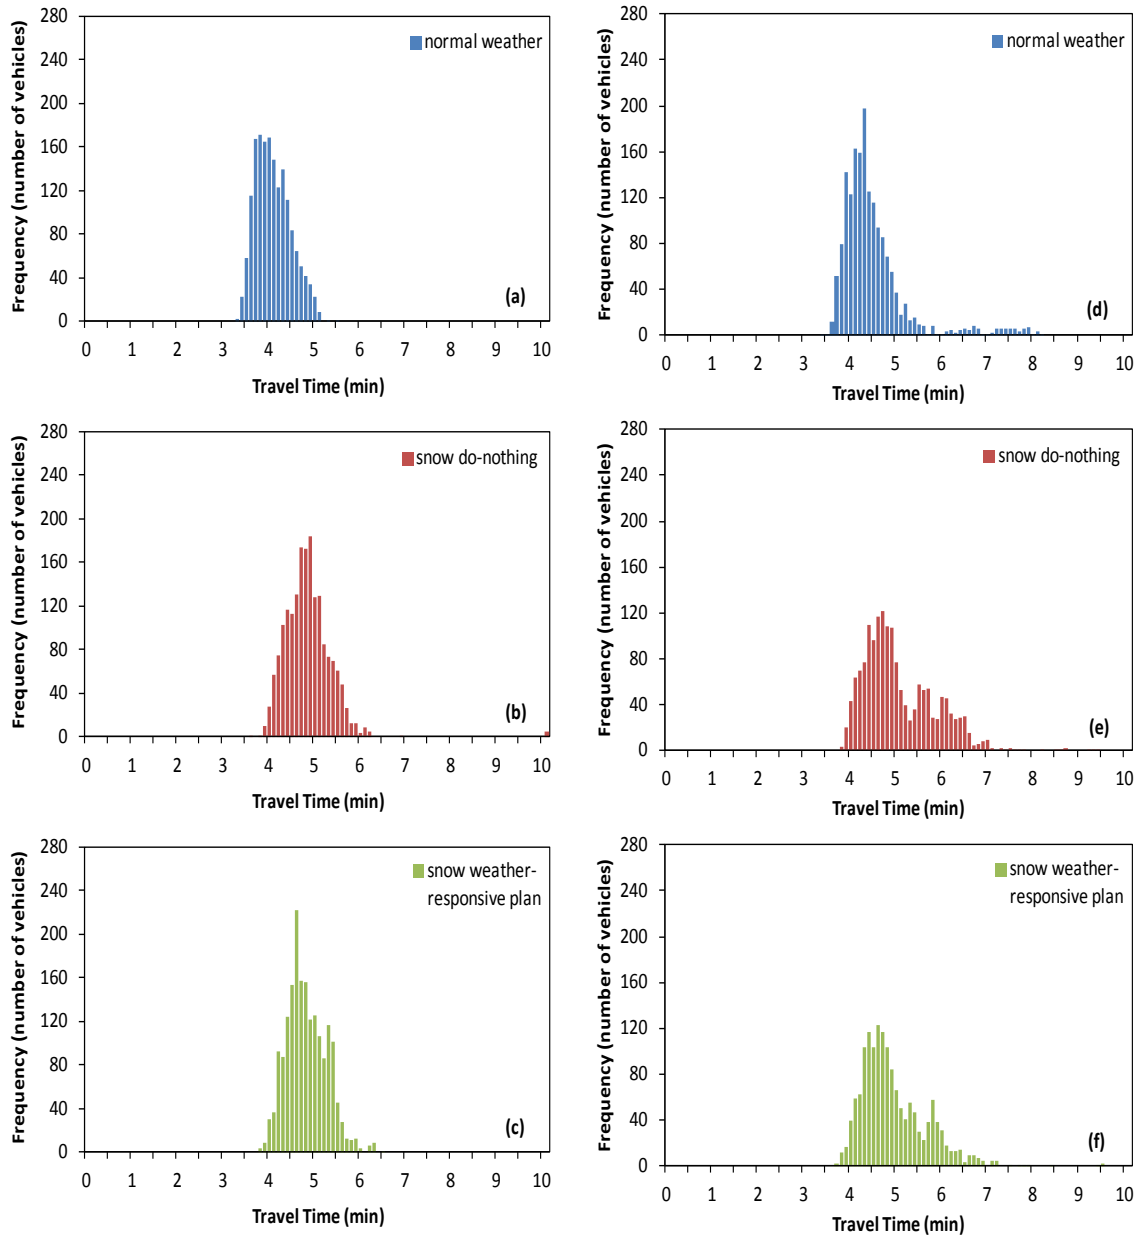 Frequency (number of vehicles)
280
240
200
160
120
80
40
0
normal weather
(a)
0 1 2 3 4 5 6 7 8 9 10
Travel Time (min)
Frequency (number of vehicles)
280
240
200
160
120
80
40
0
normal weather
(d)
0 1 2 3 4 5 6 7 8 9 10
Travel Time (min)
Frequency (number of vehicles)
280
240
200
160
120
80
40
0
snow do-nothing
(b)
0 1 2 3 4 5 6 7 8 9 10
Travel Time (min)
Frequency (number of vehicles)
280
240
200
160
120
80
40
0
snow do-nothing
(e)
0 1 2 3 4 5 6 7 8 9 10
Travel Time (min)
Frequency (number of vehicles)
280
240
200
160
120
80
40
0
snow weather-
responsive plan
(c)
0 1 2 3 4 5 6 7 8 9 10
Travel Time (min)
Frequency (number of vehicles)
280
240
200
160
120
80
40
0
snow weather-
responsive plan
(f)
0 1 2 3 4 5 6 7 8 9 10
Travel Time (min)